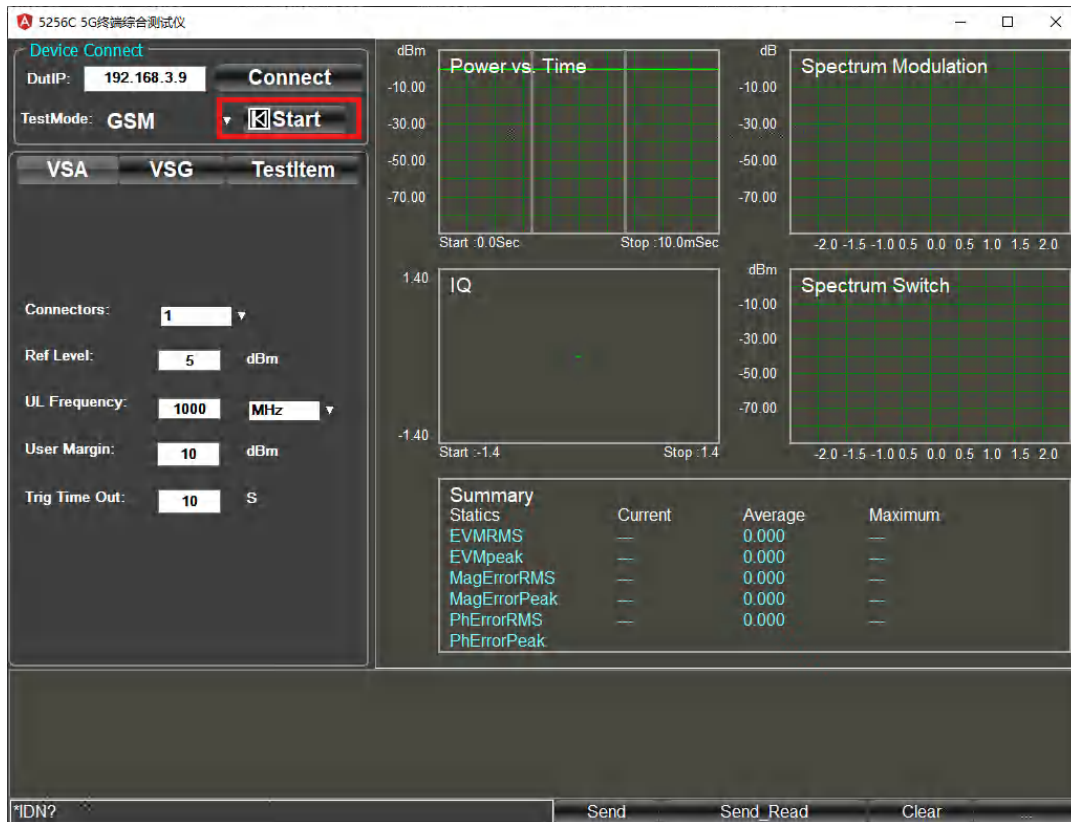 5256C 5G终端综合测试仪
Device Connect
DutIP: 192.168.3.9 Connect
TestMode: GSM Start
VSA VSG TestItem
Connectors: 1
Ref Level: 5 dBm
UL Frequency: 1000 MHz
User Margin: 10 dBm
Trig Time Out: 10 S
dBm
Power vs. Time
-10.00
-30.00
-50.00
-70.00
Start :0.0Sec Stop :10.0mSec
dB
Spectrum Modulation
-10.00
-30.00
-50.00
-70.00
-2.0 -1.5 -1.0 0.5 0.0 0.5 1.0 1.5 2.0
1.40
IQ
-1.40
Start :-1.4 Stop :1.4
dBm
Spectrum Switch
-10.00
-30.00
-50.00
-70.00
-2.0 -1.5 -1.0 0.5 0.0 0.5 1.0 1.5 2.0
Summary
Statics Current Average Maximum
EVMRMS — 0.000 —
EVMpeak — 0.000 —
MagErrorRMS — 0.000 —
MagErrorPeak — 0.000 —
PhErrorRMS — 0.000 —
PhErrorPeak
*IDN? Send Send_Read Clear ...